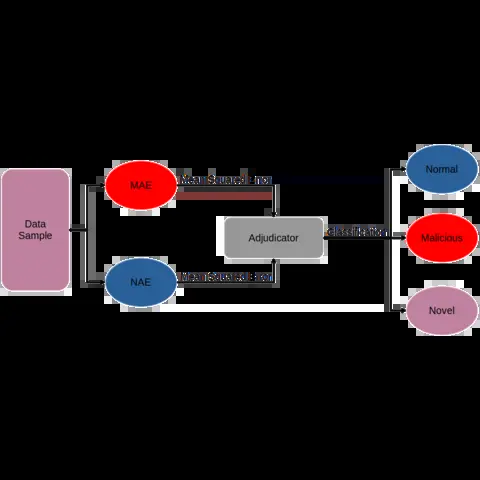 Data
Sample
MAE
Mean Squared Error
Adjudicator
NAE
Mean Squared Error
Classification
Normal
Malicious
Novel